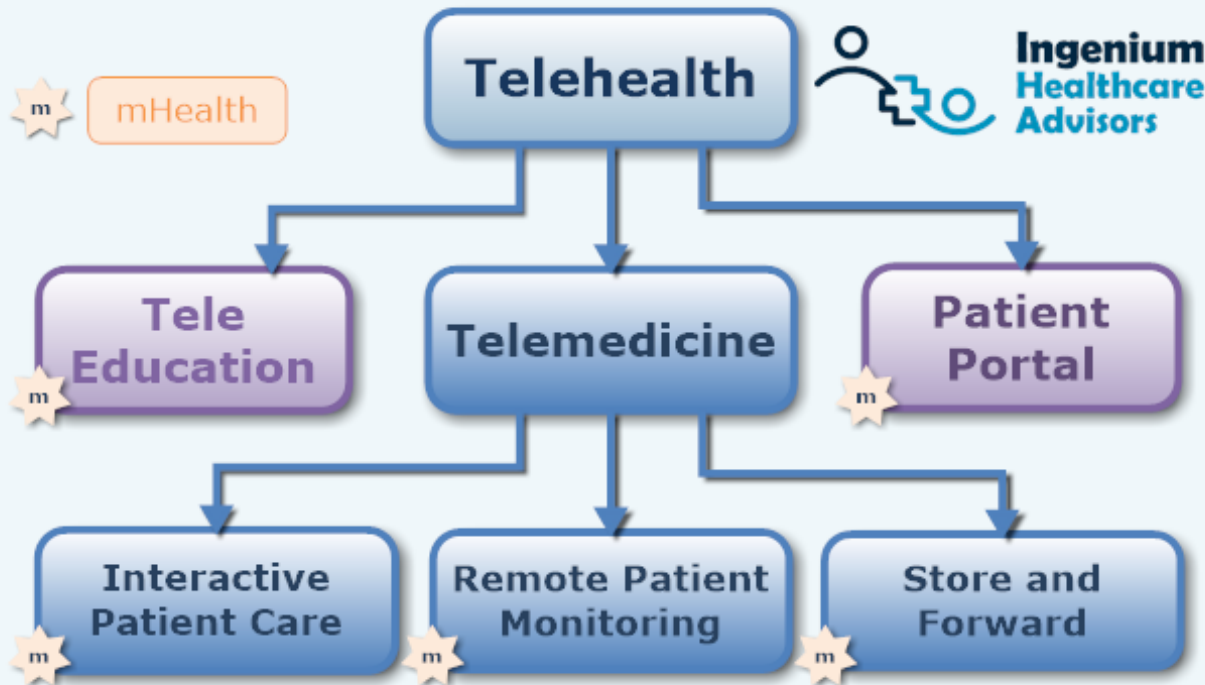 Telehealth
Ingenium
Healthcare
Advisors
m
mHealth
Tele
Education
m
Telemedicine
Patient
Portal
m
Interactive
Patient Care
m
Remote Patient
Monitoring
m
Store and
Forward
m